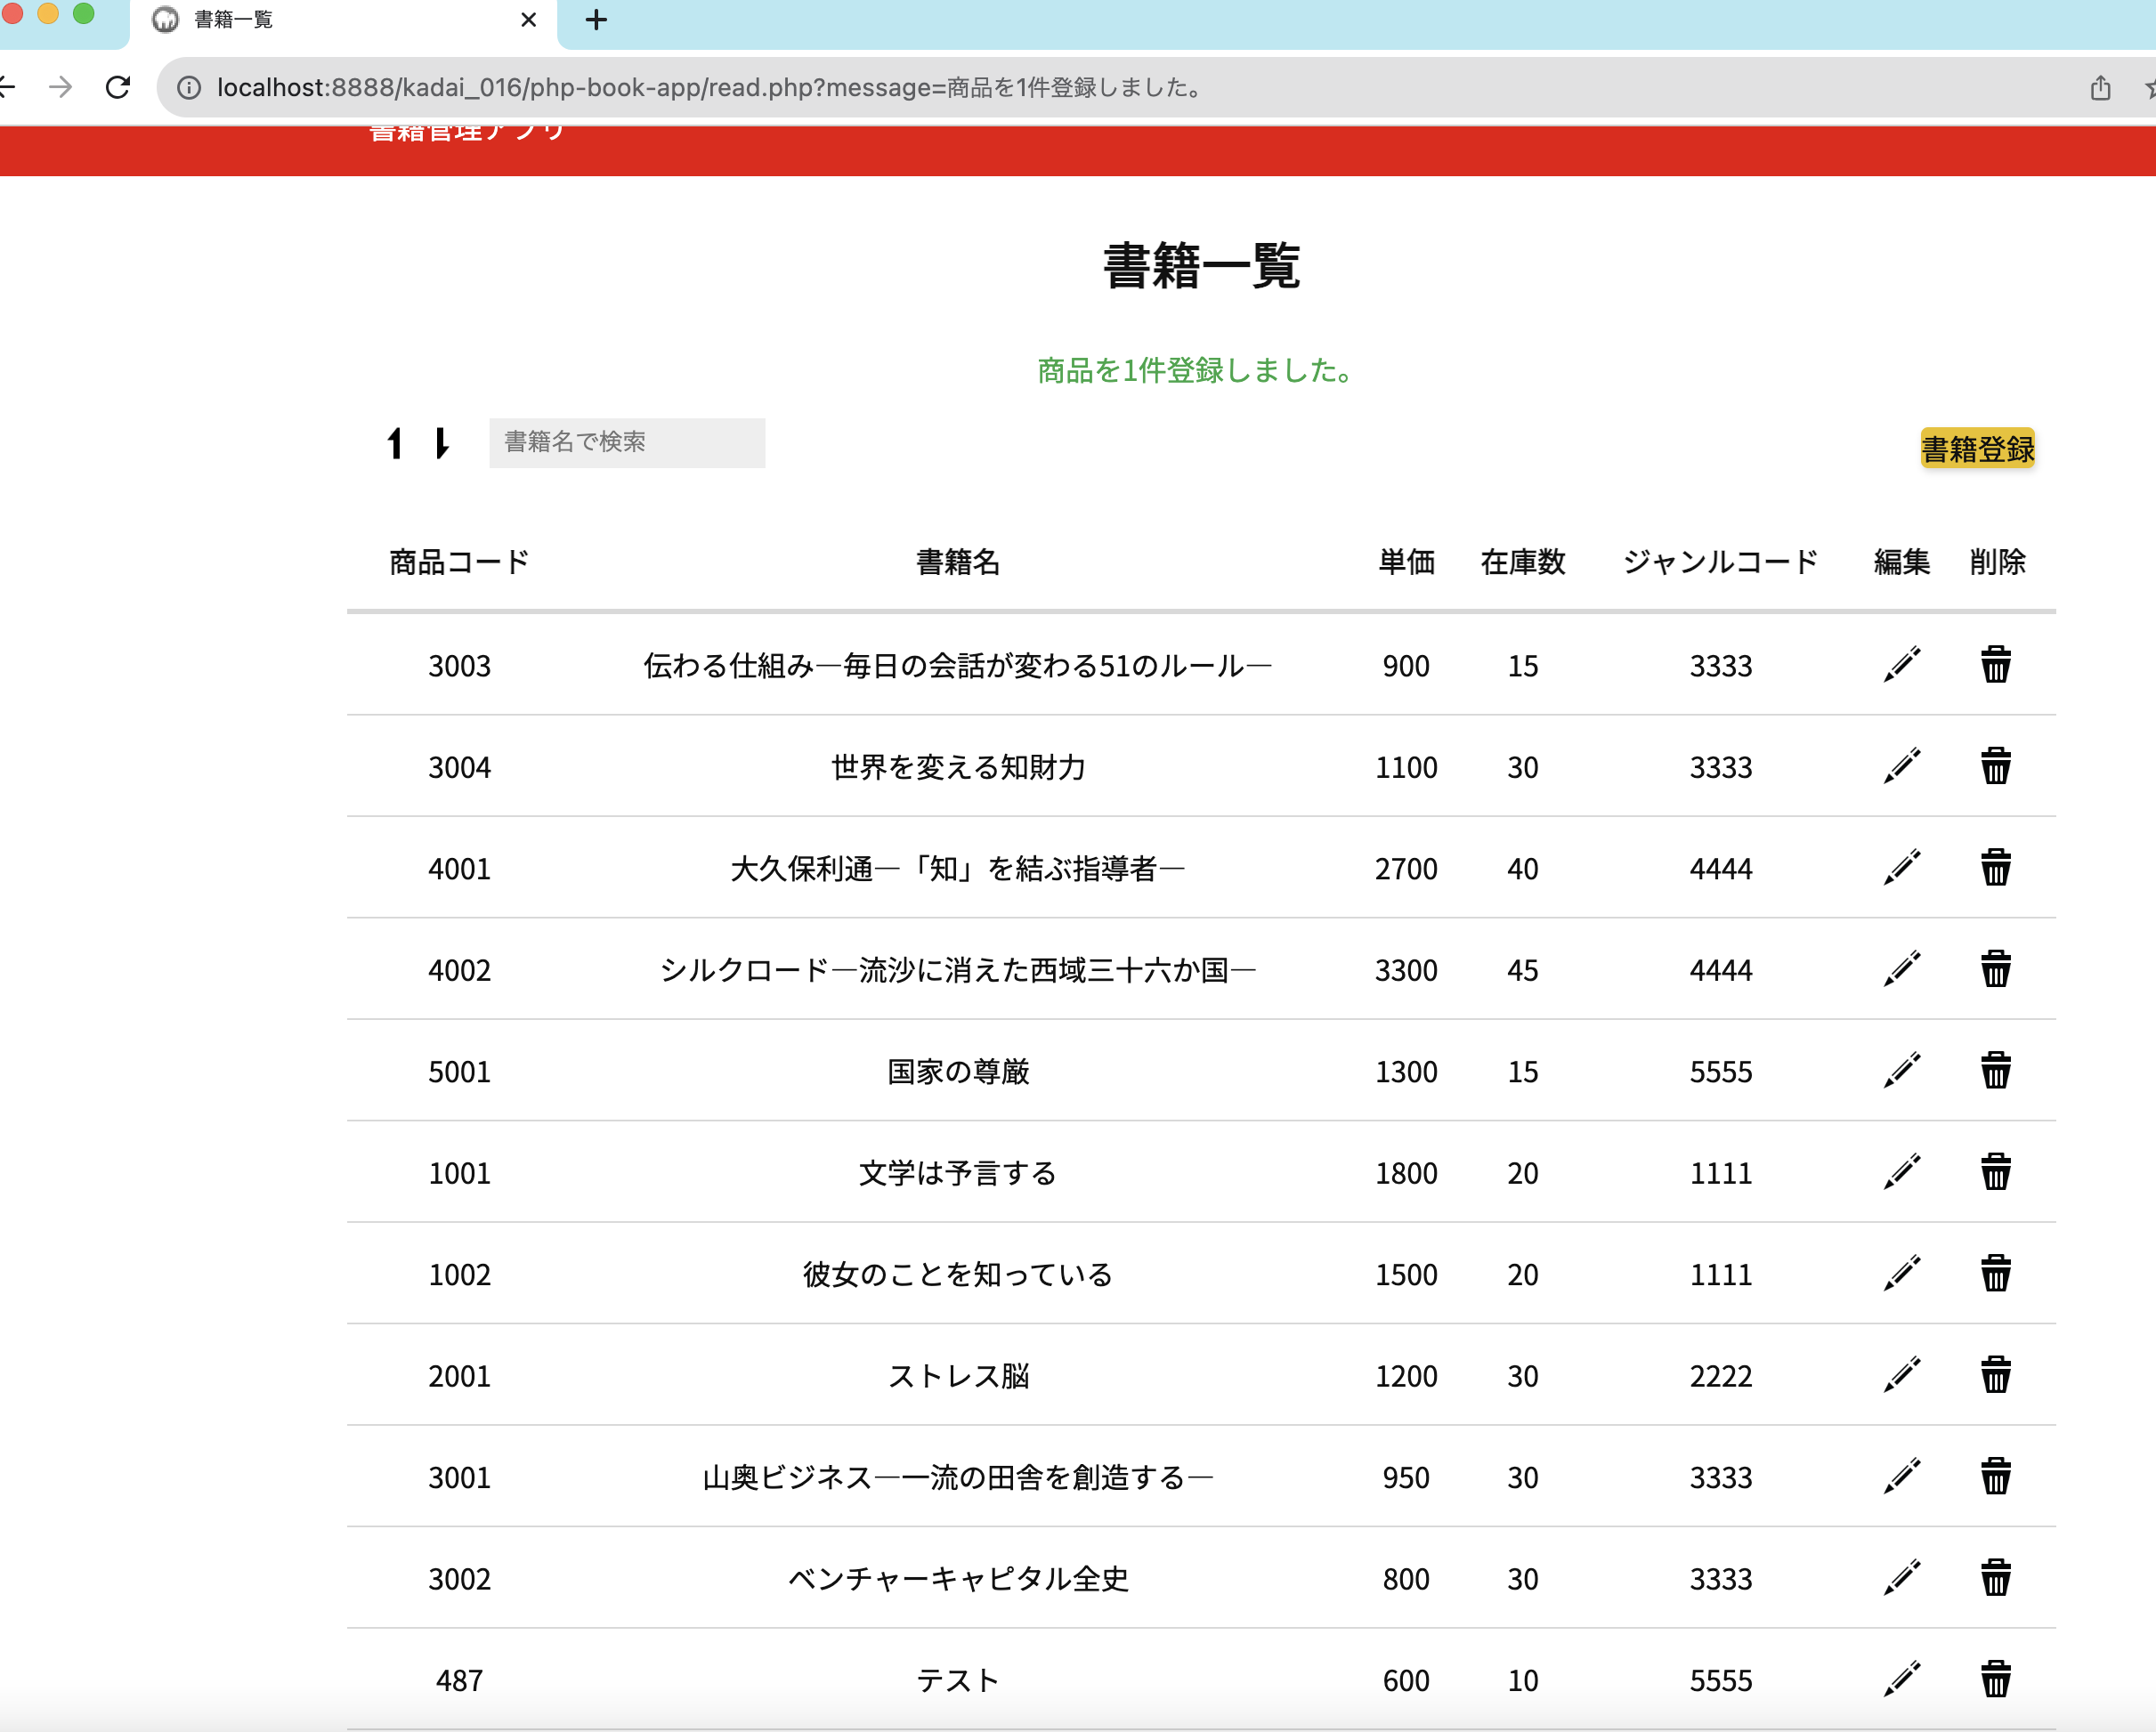 書籍一覧
localhost:8888/kadai_016/php-book-app/read.php?message=商品を1件登録しました。
書籍管理アプリ
書籍一覧
商品を1件登録しました。
書籍名で検索 書籍登録
商品コード 書籍名 単価 在庫数 ジャンルコード 編集 削除
3003 伝わる仕組み―毎日の会話が変わる51のルール― 900 15 3333
3004 世界を変える知財力 1100 30 3333
4001 大久保利通―「知」を結ぶ指導者― 2700 40 4444
4002 シルクロード―流沙に消えた西域三十六か国― 3300 45 4444
5001 国家の尊厳 1300 15 5555
1001 文学は予言する 1800 20 1111
1002 彼女のことを知っている 1500 20 1111
2001 ストレス脳 1200 30 2222
3001 山奥ビジネス―一流の田舎を創造する― 950 30 3333
3002 ベンチャーキャピタル全史 800 30 3333
487 テスト 600 10 5555